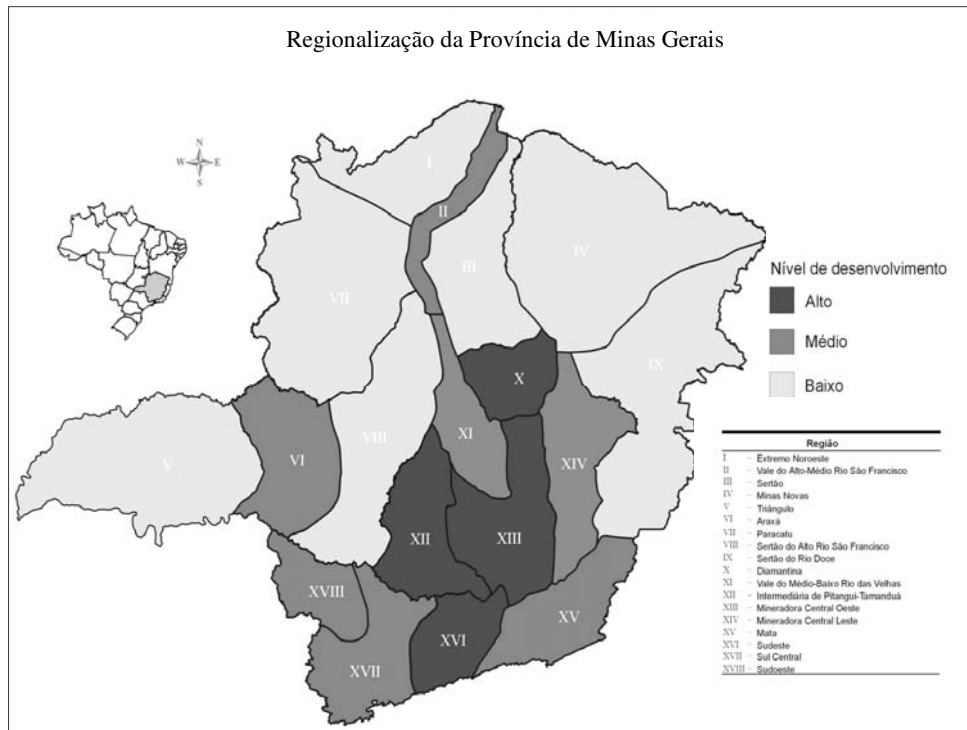 Regionalização da Província de Minas Gerais
N
W E
S
I
II
III
IV
VII
Nível de desenvolvimento
Alto
Médio
Baixo
X
IX
V
VI
VIII
XI
XIV
XII
XIII
XVIII
XV
XVI
XVII
Região
I - Extremo Noroeste
II - Vale do Alto-Médio Rio São Francisco
III - Sertão
IV - Minas Novas
V - Triângulo
VI - Araxá
VII - Paracatu
VIII - Sertão do Alto Rio São Francisco
IX - Sertão do Rio Doce
X - Diamantina
XI - Vale do Médio-Baixo Rio das Velhas
XII - Intermediária de Pitangui-Tamanduá
XIII - Mineradora Central Oeste
XIV - Mineradora Central Leste
XV - Mata
XVI - Sudeste
XVII - Sul Central
XVIII - Sudoeste